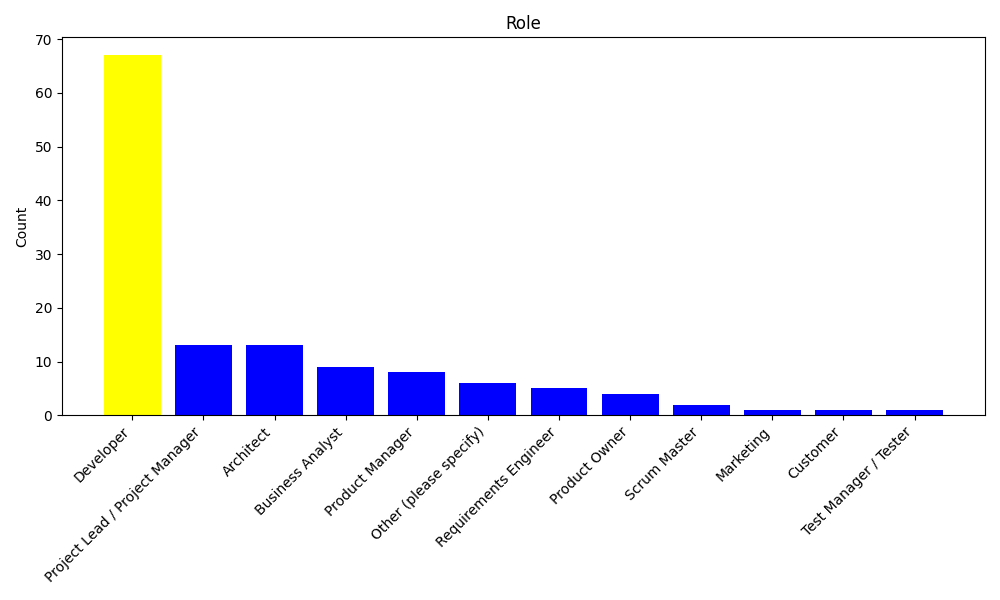 Role
70
60
50
40
30
20
10
0
Count
Developer
Project Lead / Project Manager
Architect
Business Analyst
Product Manager
Other (please specify)
Requirements Engineer
Product Owner
Scrum Master
Marketing
Customer
Test Manager / Tester